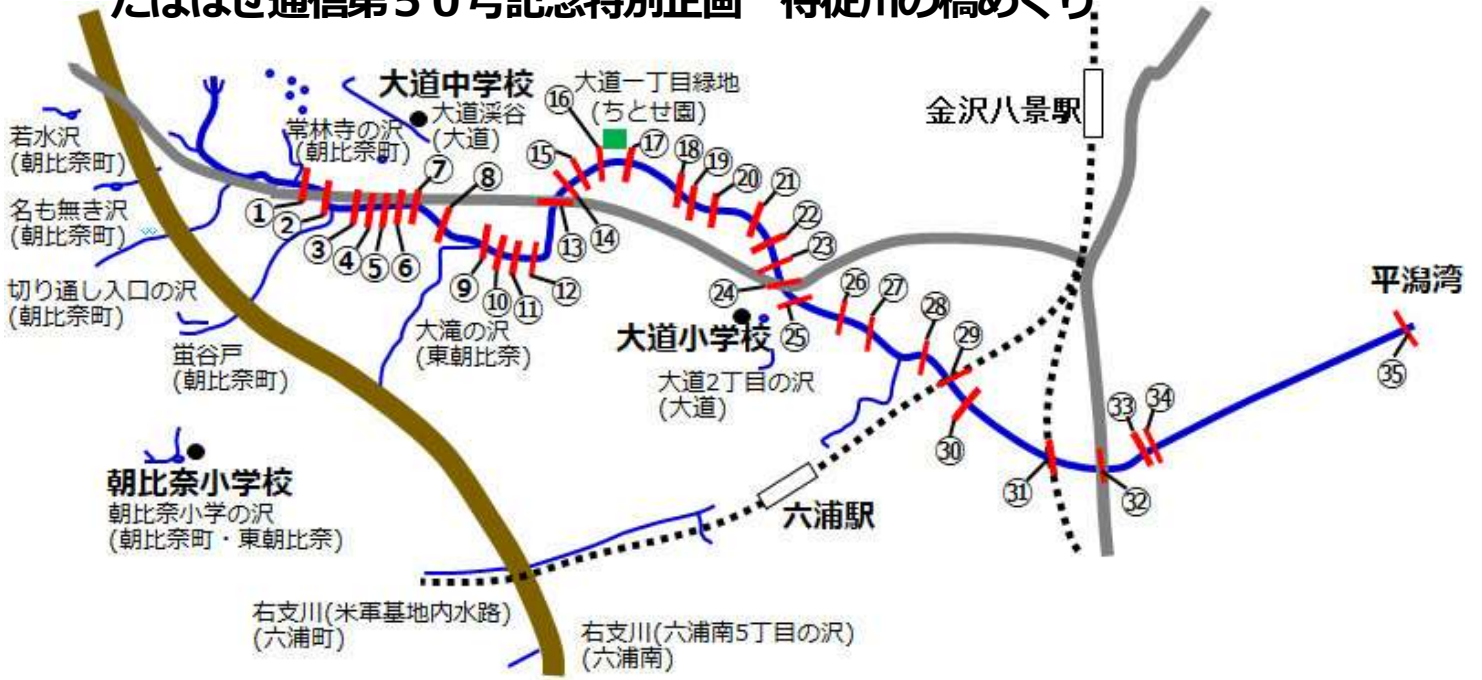 たははせ通信第５０号記念特別企画 侍従川の橋めぐり
大道中学校
大道渓谷
(大道)
大道一丁目緑地
(ちとせ園)
金沢八景駅
若水沢
(朝比奈町)
常林寺の沢
(朝比奈町)
名も無き沢
(朝比奈町)
切り通し入口の沢
(朝比奈町)
蛍谷戸
(朝比奈町)
大滝の沢
(東朝比奈)
大道小学校
大道2丁目の沢
(大道)
平潟湾
朝比奈小学校
朝比奈小学の沢
(朝比奈町・東朝比奈)
六浦駅
右支川(米軍基地内水路)
(六浦町)
右支川(六浦南5丁目の沢)
(六浦南)
①
②
③
④
⑤
⑥
⑦
⑧
⑨
⑩
⑪
⑫
⑬
⑭
⑮
⑯
⑰
⑱
⑲
⑳
㉑
㉒
㉓
㉔
㉕
㉖
㉗
㉘
㉙
㉚
㉛
㉜
㉝
㉞
㉟